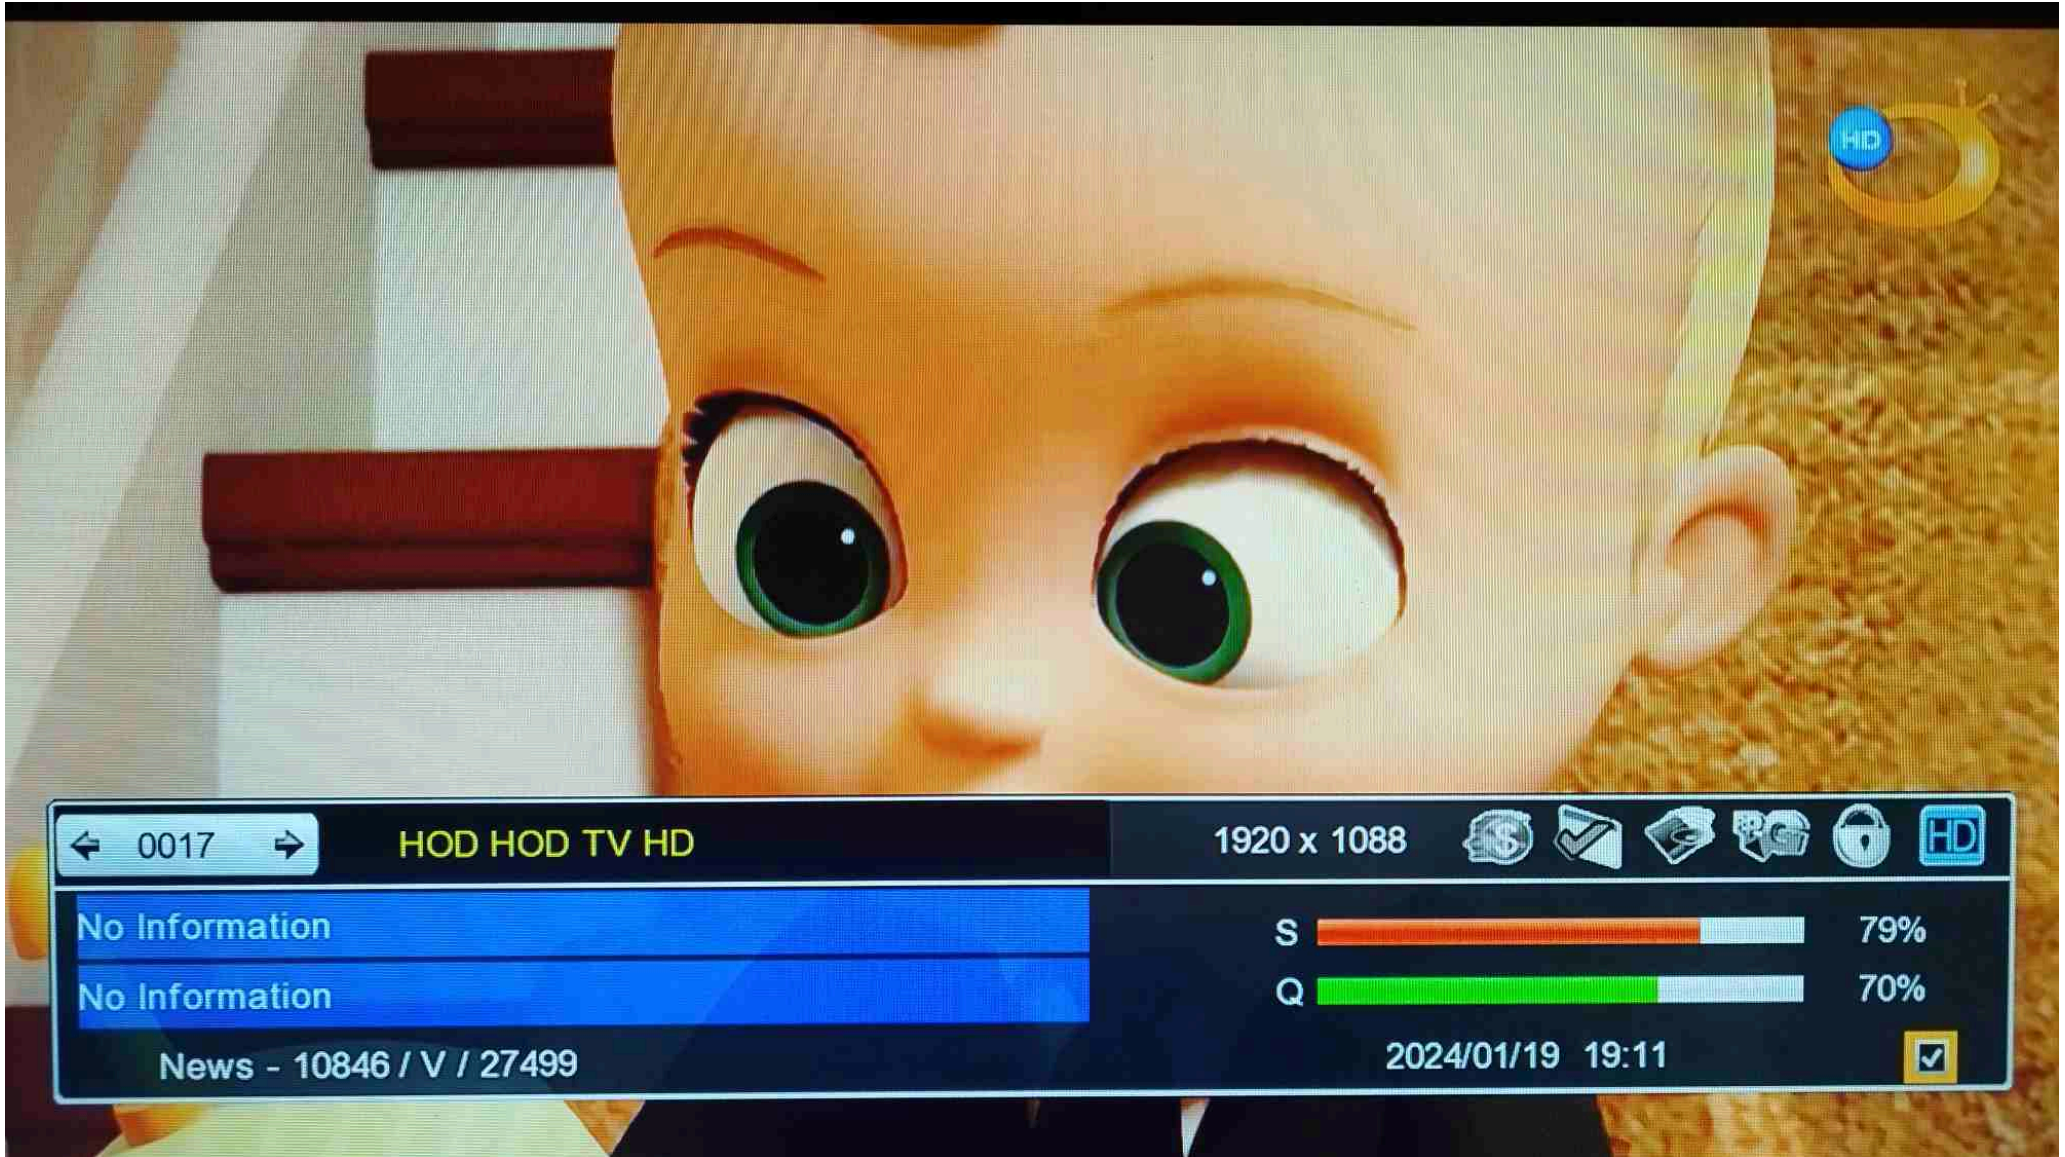 HD
0017 HOD HOD TV HD 1920 x 1088 HD
No Information S 79%
No Information Q 70%
News - 10846 / V / 27499 2024/01/19 19:11